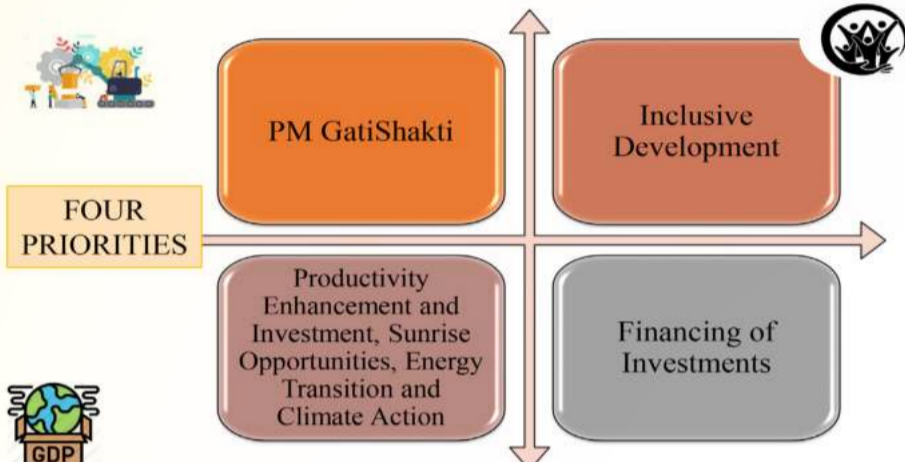 PM GatiShakti
Inclusive
Development
FOUR
PRIORITIES
Productivity
Enhancement and
Investment, Sunrise
Opportunities, Energy
Transition and
Climate Action
Financing of
Investments
GDP